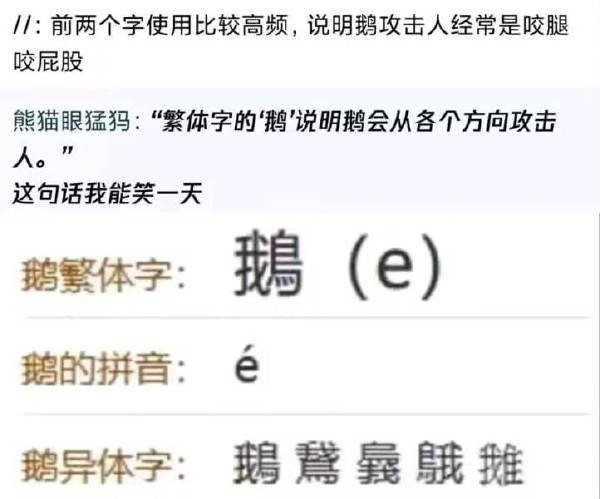 //: 前两个字使用比较高频，说明鹅攻击人经常是咬腿
咬屁股
熊猫眼猛犸：“繁体字的‘鹅’说明鹅会从各个方向攻击
人。”
这句话我能笑一天
鹅繁体字： 鵝（e）
鹅的拼音： é
鹅异体字： 鵝 鵞 䳘 䳗